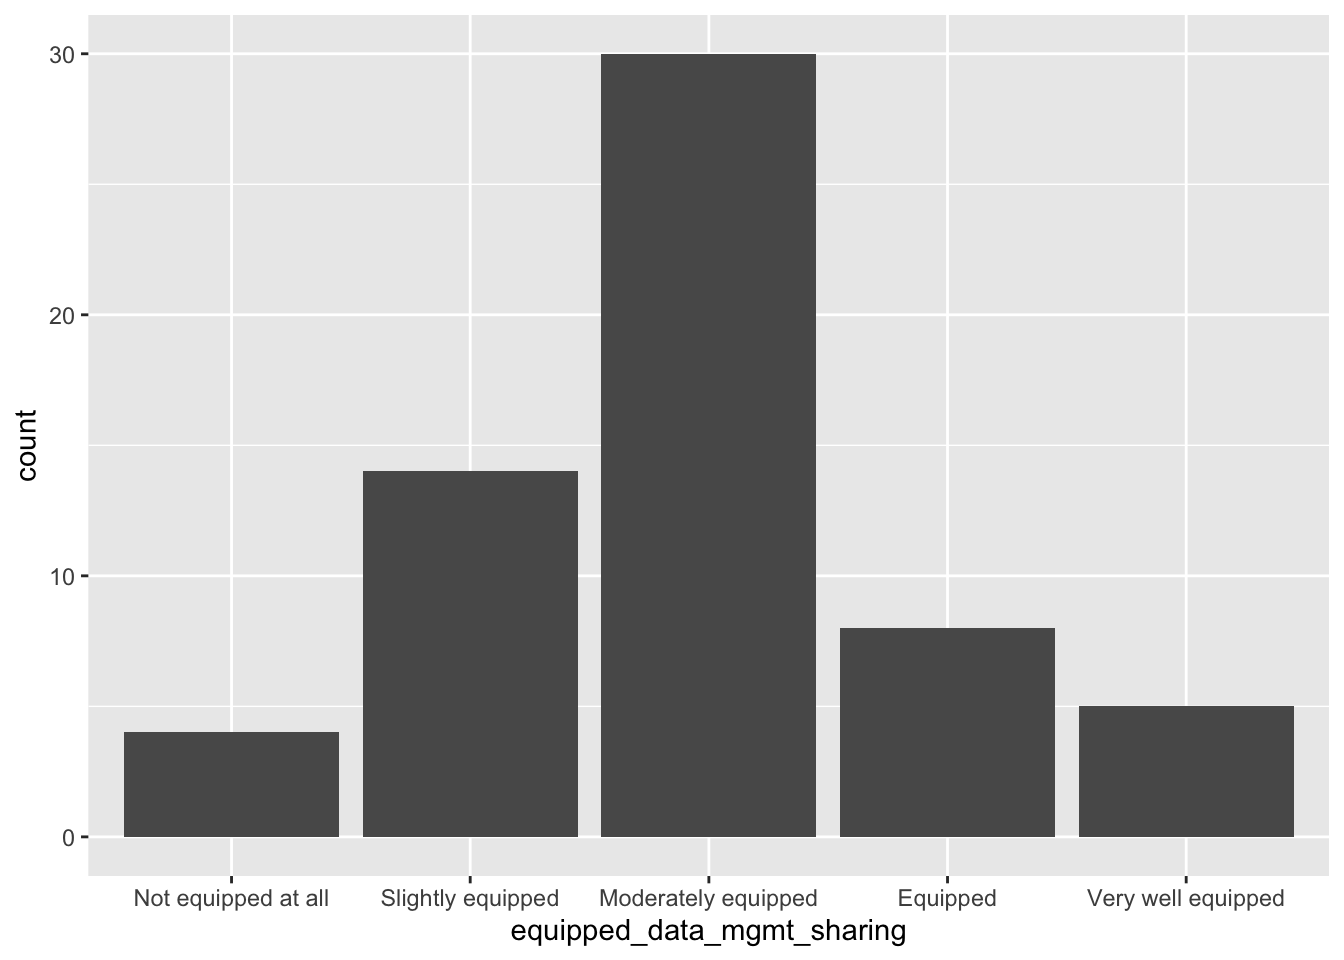 30
20
10
0
count
Not equipped at all
Slightly equipped
Moderately equipped
Equipped
Very well equipped
equipped_data_mgmt_sharing